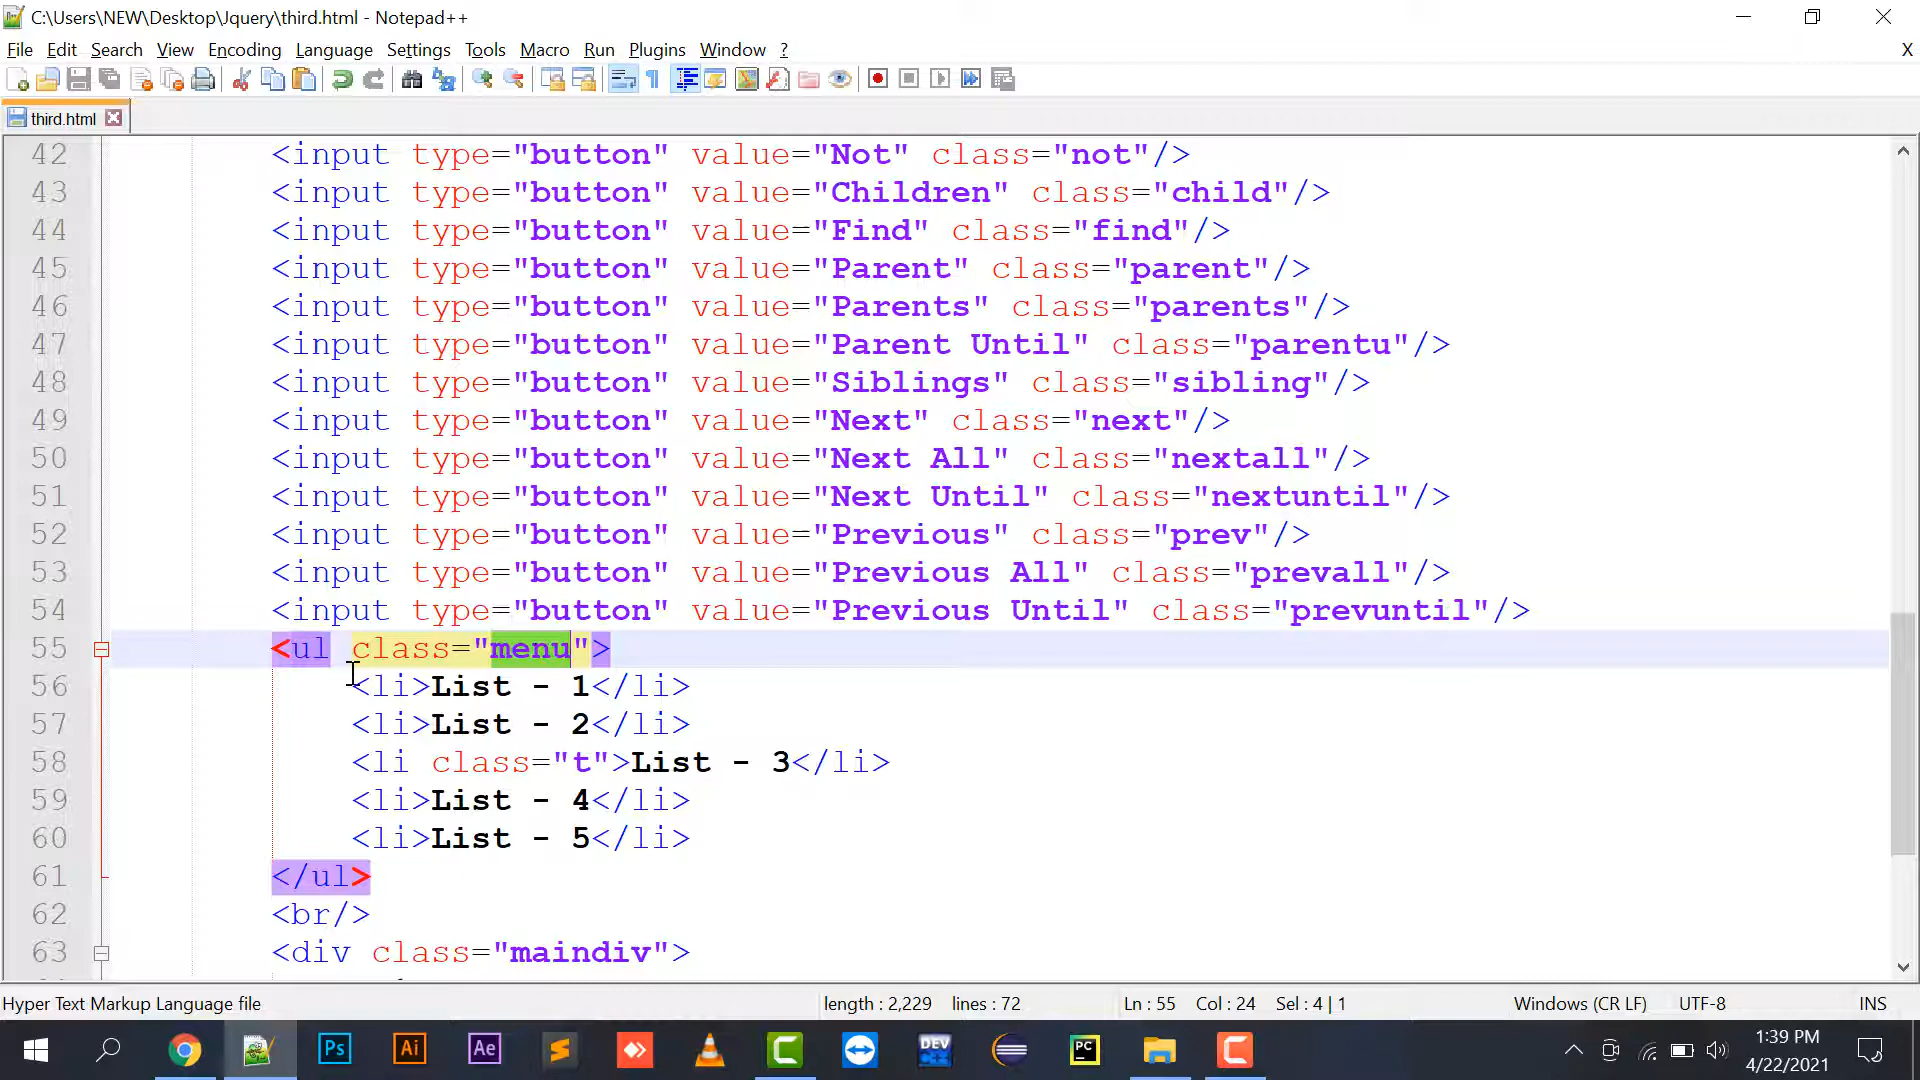 C:\Users\NEW\Desktop\Jquery\third.html - Notepad++
File Edit Search View Encoding Language Settings Tools Macro Run Plugins Window ? X
third.html
42 <input type="button" value="Not" class="not"/>
43 <input type="button" value="Children" class="child"/>
44 <input type="button" value="Find" class="find"/>
45 <input type="button" value="Parent" class="parent"/>
46 <input type="button" value="Parents" class="parents"/>
47 <input type="button" value="Parent Until" class="parentu"/>
48 <input type="button" value="Siblings" class="sibling"/>
49 <input type="button" value="Next" class="next"/>
50 <input type="button" value="Next All" class="nextall"/>
51 <input type="button" value="Next Until" class="nextuntil"/>
52 <input type="button" value="Previous" class="prev"/>
53 <input type="button" value="Previous All" class="prevall"/>
54 <input type="button" value="Previous Until" class="prevuntil"/>
55 <ul class="menu">
56 <li>List - 1</li>
57 <li>List - 2</li>
58 <li class="t">List - 3</li>
59 <li>List - 4</li>
60 <li>List - 5</li>
61 </ul>
62 <br/>
63 <div class="maindiv">
Hyper Text Markup Language file length : 2,229 lines : 72 Ln : 55 Col : 24 Sel : 4 | 1 Windows (CR LF) UTF-8 INS
Ps Ai Ae DEV PC
1:39 PM
4/22/2021